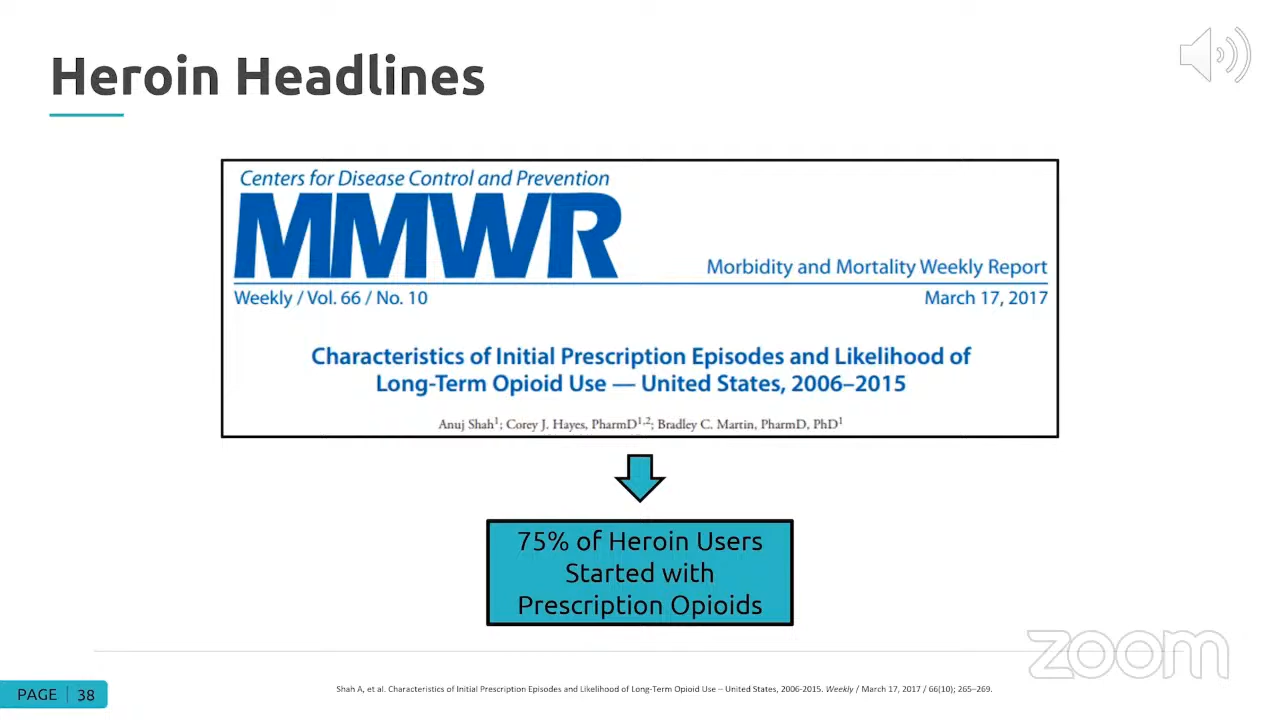 Heroin Headlines
Centers for Disease Control and Prevention
MMWR
Morbidity and Mortality Weekly Report
Weekly / Vol. 66 / No. 10
March 17, 2017
Characteristics of Initial Prescription Episodes and Likelihood of
Long-Term Opioid Use — United States, 2006–2015
Anuj Shah1; Corey J. Hayes, PharmD1,2; Bradley C. Martin, PharmD, PhD1
75% of Heroin Users
Started with
Prescription Opioids
zoom
PAGE | 38
Shah A, et al. Characteristics of Initial Prescription Episodes and Likelihood of Long-Term Opioid Use – United States, 2006-2015. Weekly / March 17, 2017 / 66(10); 265–269.